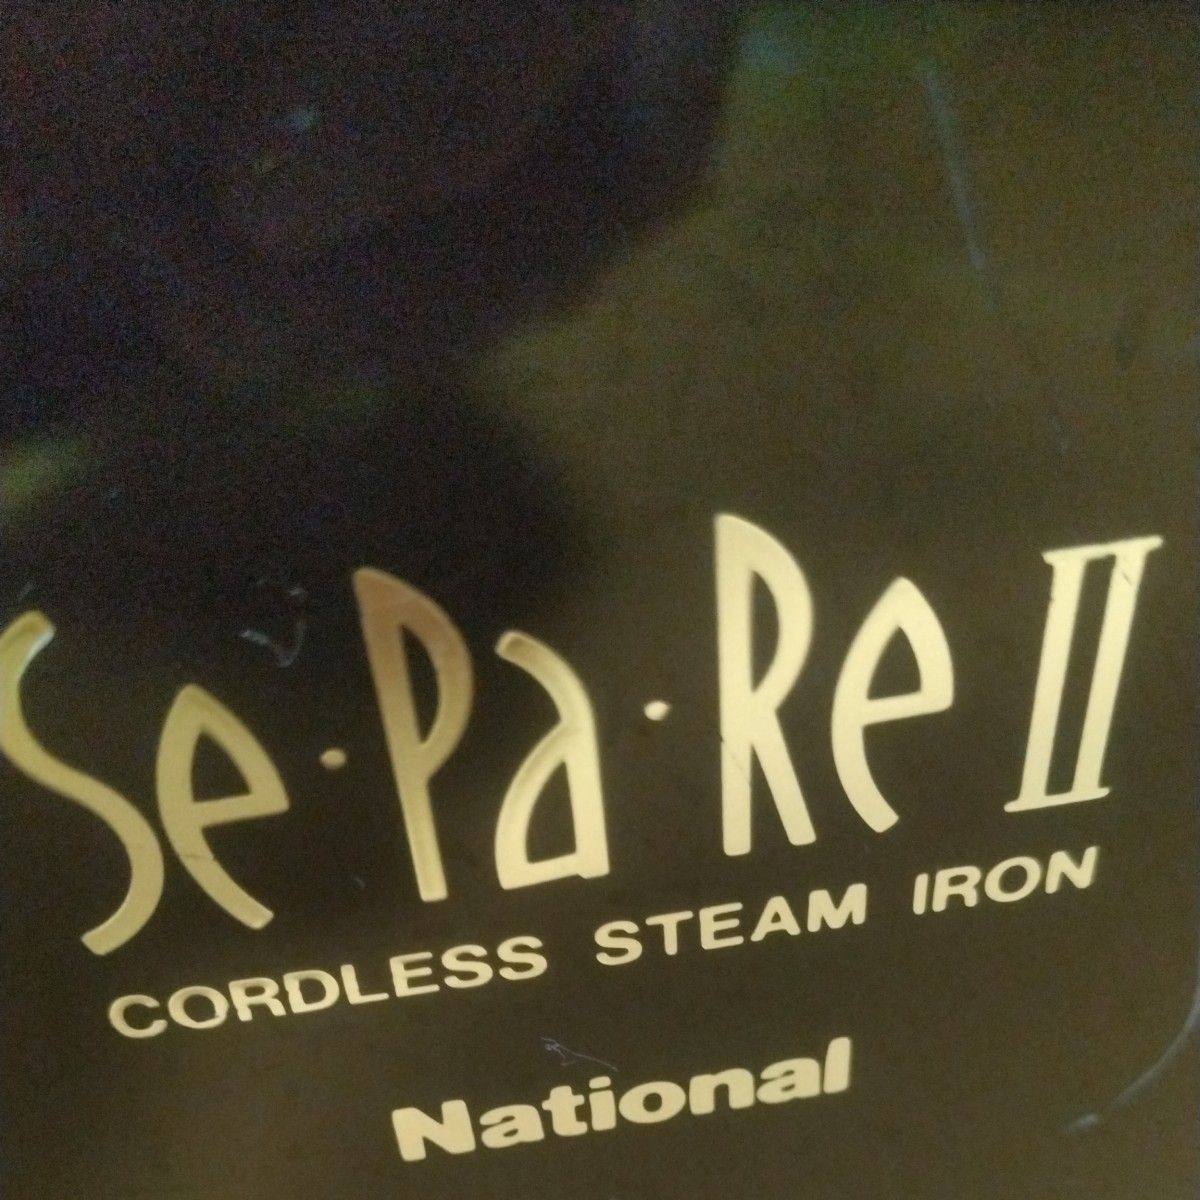 Se·Pa·Re II
CORDLESS STEAM IRON
National